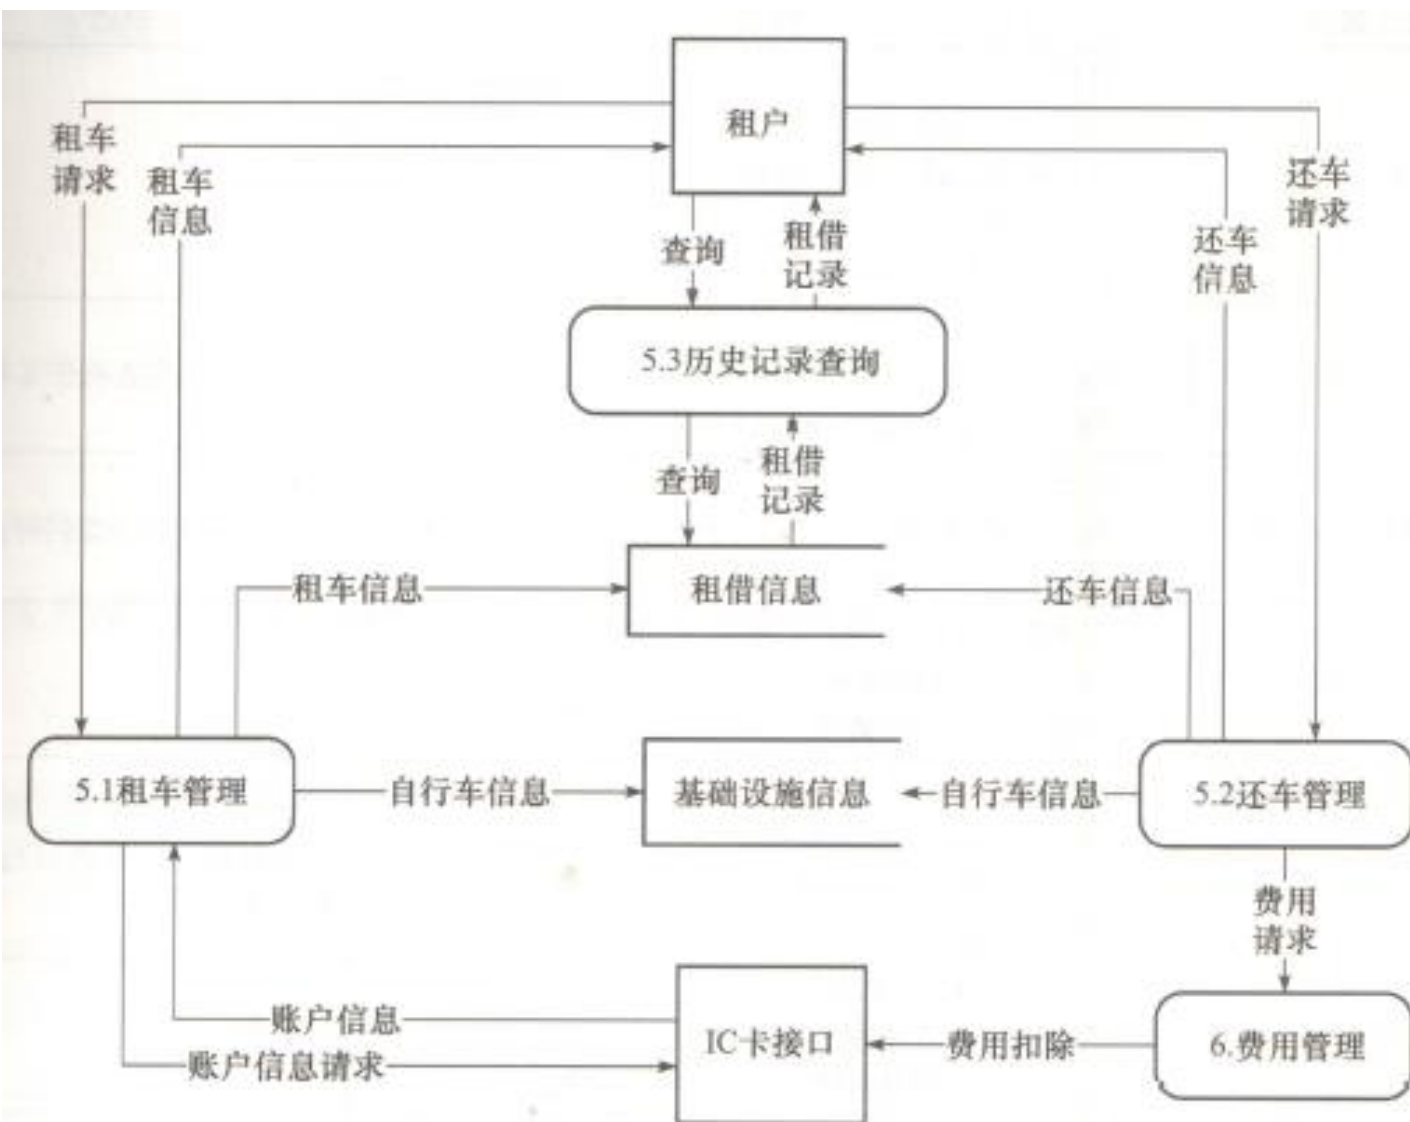 租户
租车
请求
租车
信息
还车
请求
还车
信息
查询
租借
记录
5.3历史记录查询
查询
租借
记录
租车信息
租借信息
还车信息
5.1租车管理
自行车信息
基础设施信息
自行车信息
5.2还车管理
费用
请求
账户信息
账户信息请求
IC卡接口
费用扣除
6.费用管理